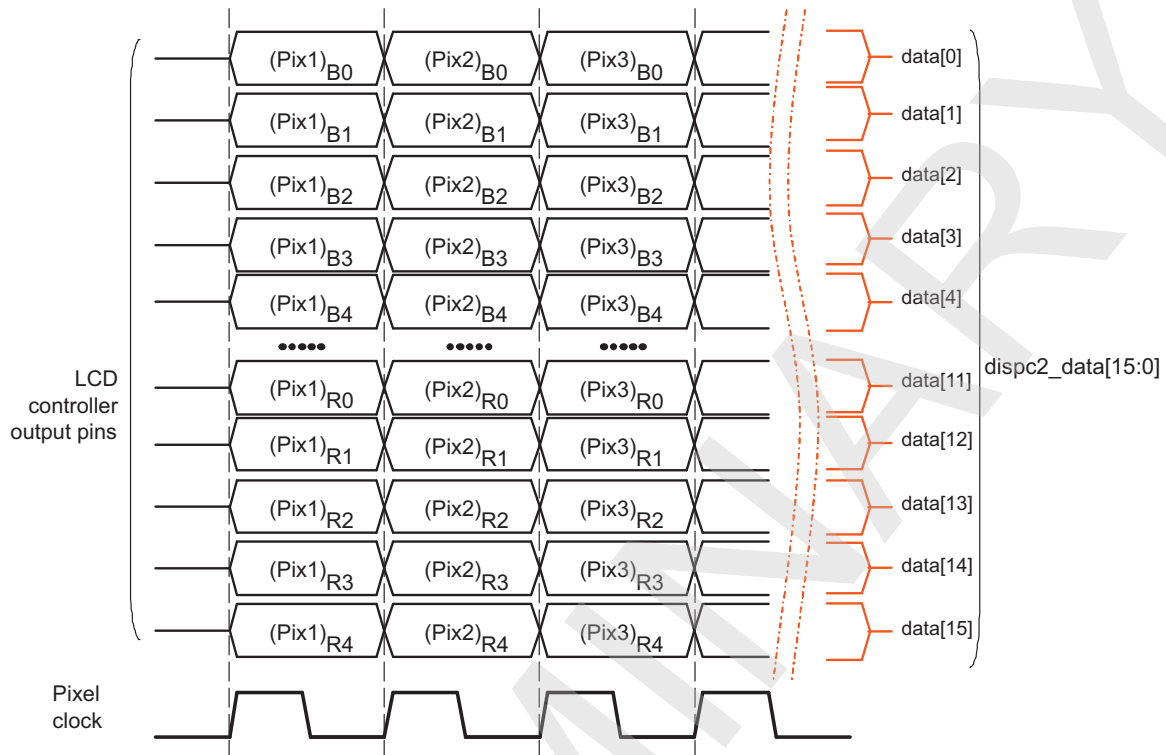 (Pix1)B0 (Pix2)B0 (Pix3)B0 data[0]
(Pix1)B1 (Pix2)B1 (Pix3)B1 data[1]
(Pix1)B2 (Pix2)B2 (Pix3)B2 data[2]
(Pix1)B3 (Pix2)B3 (Pix3)B3 data[3]
(Pix1)B4 (Pix2)B4 (Pix3)B4 data[4]
LCD
controller
output pins
(Pix1)R0 (Pix2)R0 (Pix3)R0 data[11]
dispc2_data[15:0]
(Pix1)R1 (Pix2)R1 (Pix3)R1 data[12]
(Pix1)R2 (Pix2)R2 (Pix3)R2 data[13]
(Pix1)R3 (Pix2)R3 (Pix3)R3 data[14]
(Pix1)R4 (Pix2)R4 (Pix3)R4 data[15]
Pixel
clock
MINARY